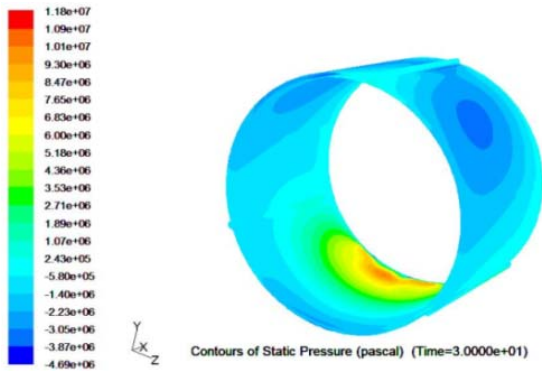 1.18e+07
1.09e+07
1.01e+07
9.30e+06
8.47e+06
7.65e+06
6.83e+06
6.00e+06
5.18e+06
4.36e+06
3.53e+06
2.71e+06
1.89e+06
1.07e+06
2.43e+05
-5.80e+05
-1.40e+06
-2.23e+06
-3.05e+06
-3.87e+06
-4.69e+06
Y
X
Z
Contours of Static Pressure (pascal) (Time=3.0000e+01)